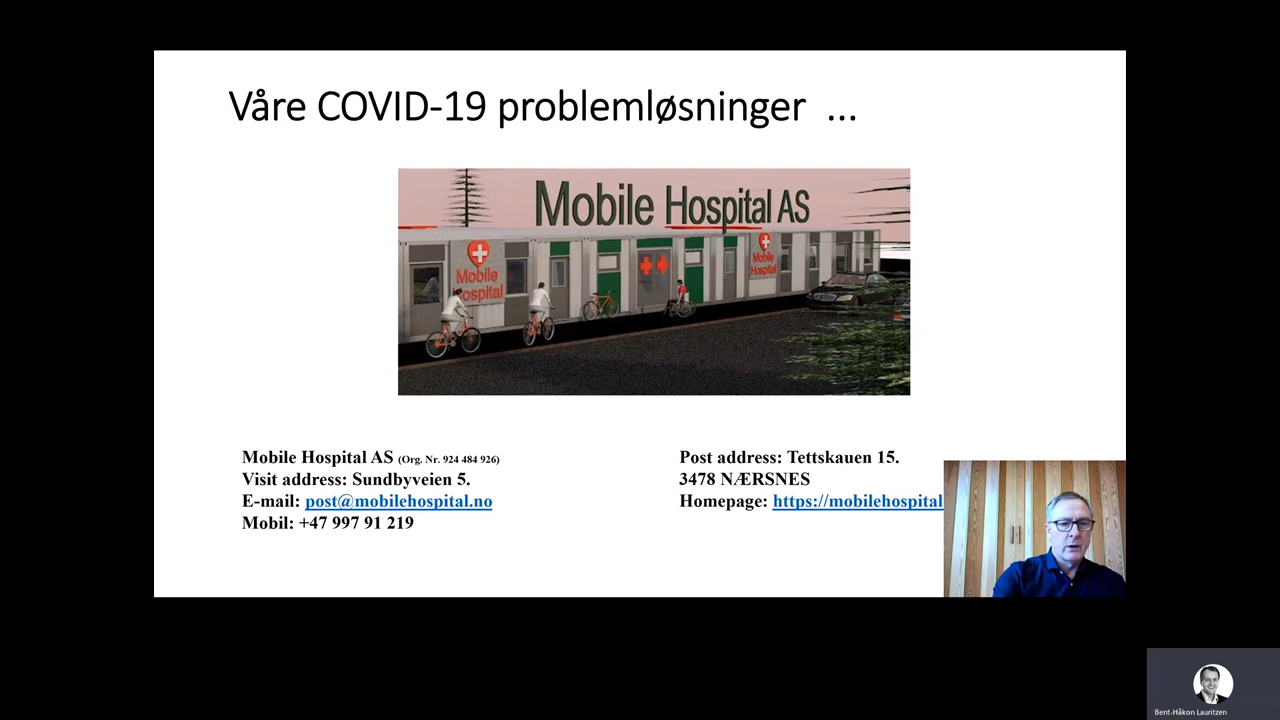 Våre COVID-19 problemløsninger ...
Mobile Hospital AS
Mobile
Hospital
Mobile
Hospital
Mobile Hospital AS (Org. Nr. 924 484 926)
Visit address: Sundbyveien 5.
E-mail: post@mobilehospital.no
Mobil: +47 997 91 219
Post address: Tettskauen 15.
3478 NÆRSNES
Homepage: https://mobilehospital
Bent-Håkon Lauritzen